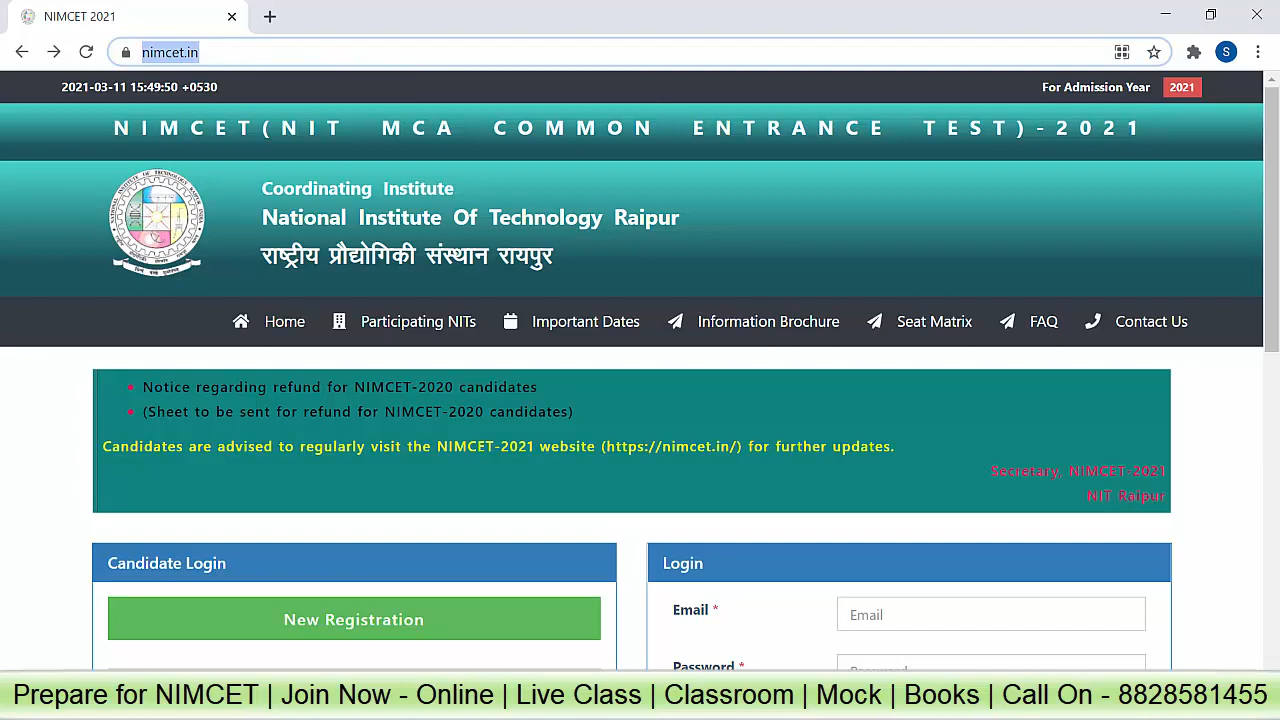 NIMCET 2021
nimcet.in
S
2021-03-11 15:49:50 +0530
For Admission Year 2021
NIMCET(NIT MCA COMMON ENTRANCE TEST)-2021
Coordinating Institute
National Institute Of Technology Raipur
राष्ट्रीय प्रौद्योगिकी संस्थान रायपुर
Home Participating NITs Important Dates Information Brochure Seat Matrix FAQ Contact Us
Notice regarding refund for NIMCET-2020 candidates
(Sheet to be sent for refund for NIMCET-2020 candidates)
Candidates are advised to regularly visit the NIMCET-2021 website (https://nimcet.in/) for further updates.
Secretary, NIMCET-2021
NIT Raipur
Candidate Login
New Registration
Login
Email *
Email
Password *
Password
Prepare for NIMCET | Join Now - Online | Live Class | Classroom | Mock | Books | Call On - 8828581455